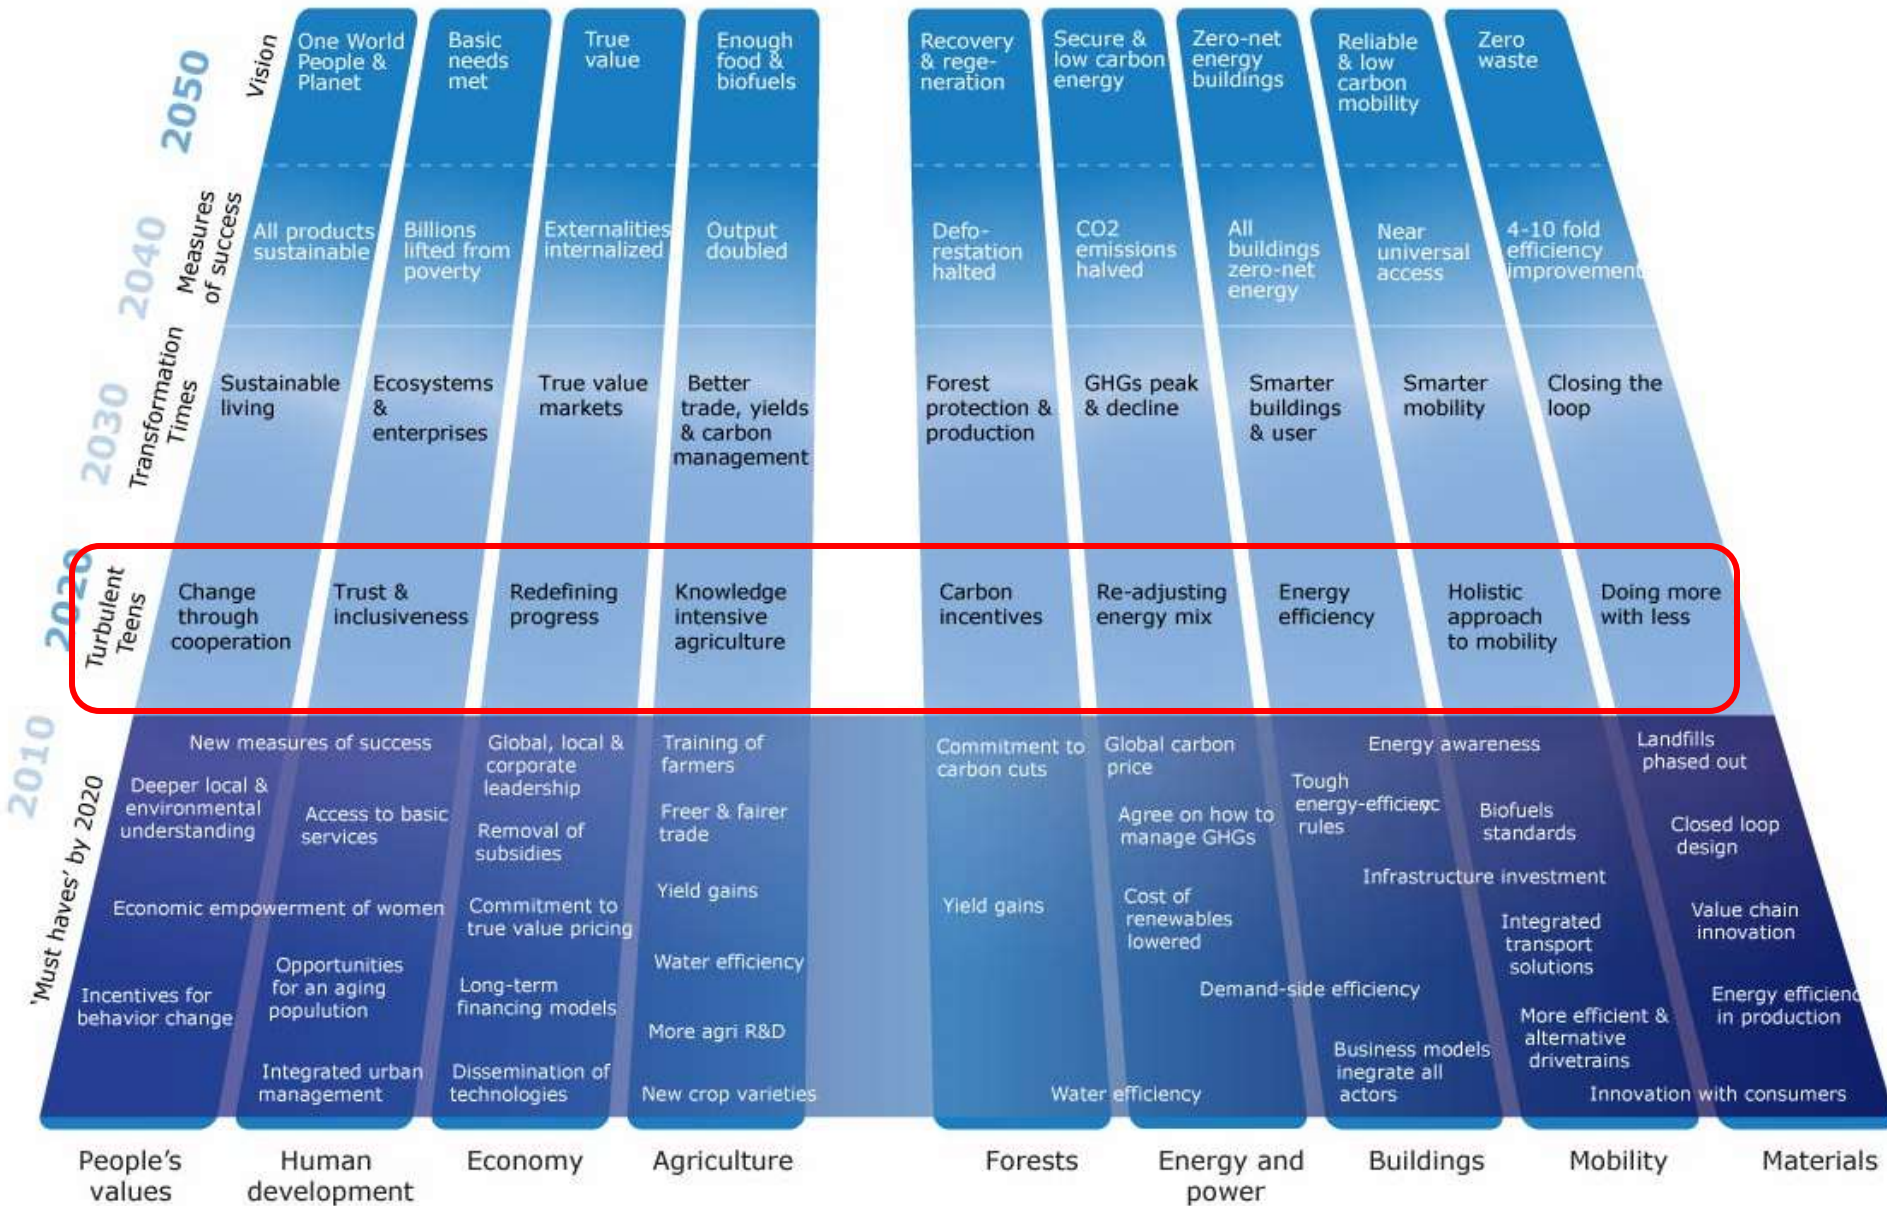 2050
Vision
One World
People &
Planet
Basic
needs
met
True
value
Enough
food &
biofuels
Recovery
& rege-
neration
Secure &
low carbon
energy
Zero-net
energy
buildings
Reliable
& low
carbon
mobility
Zero
waste
2040
Measures
of success
All products
sustainable
Billions
lifted from
poverty
Externalities
internalized
Output
doubled
Defo-
restation
halted
CO2
emissions
halved
All
buildings
zero-net
energy
Near
universal
access
4-10 fold
efficiency
improvement
2030
Transformation
Times
Sustainable
living
Ecosystems
&
enterprises
True value
markets
Better
trade, yields
& carbon
management
Forest
protection &
production
GHGs peak
& decline
Smarter
buildings
& user
Smarter
mobility
Closing the
loop
2020
Turbulent
Teens
Change
through
cooperation
Trust &
inclusiveness
Redefining
progress
Knowledge
intensive
agriculture
Carbon
incentives
Re-adjusting
energy mix
Energy
efficiency
Holistic
approach
to mobility
Doing more
with less
2010
'Must haves' by 2020
New measures of success
Deeper local &
environmental
understanding
Access to basic
services
Economic empowerment of women
Incentives for
behavior change
Opportunities
for an aging
populution
Integrated urban
management
Global, local &
corporate
leadership
Removal of
subsidies
Commitment to
true value pricing
Long-term
financing models
Dissemination of
technologies
Training of
farmers
Freer & fairer
trade
Yield gains
Water efficiency
More agri R&D
New crop varieties
Commitment to
carbon cuts
Yield gains
Water efficiency
Global carbon
price
Agree on how to
manage GHGs
Cost of
renewables
lowered
Demand-side efficiency
Energy awareness
Tough
energy-efficienc
rules
Infrastructure investment
Business models
inegrate all
actors
Biofuels
standards
Integrated
transport
solutions
More efficient &
alternative
drivetrains
Landfills
phased out
Closed loop
design
Value chain
innovation
Energy efficienc
in production
Innovation with consumers
People's
values
Human
development
Economy
Agriculture
Forests
Energy and
power
Buildings
Mobility
Materials